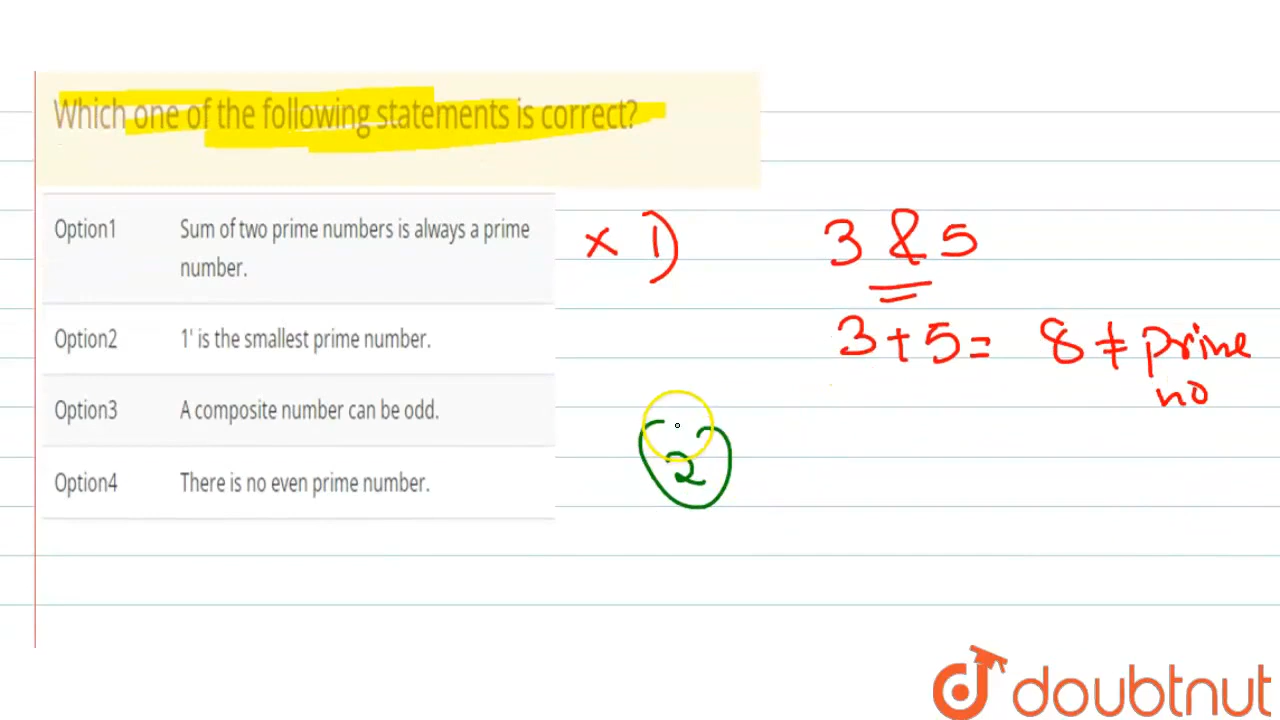 Which one of the following statements is correct?
Option1 Sum of two prime numbers is always a prime
number.
× 1) 3 & 5
Option2 1' is the smallest prime number.
3 + 5 = 8 ≠ prime
no
Option3 A composite number can be odd.
2
Option4 There is no even prime number.
doubtnut